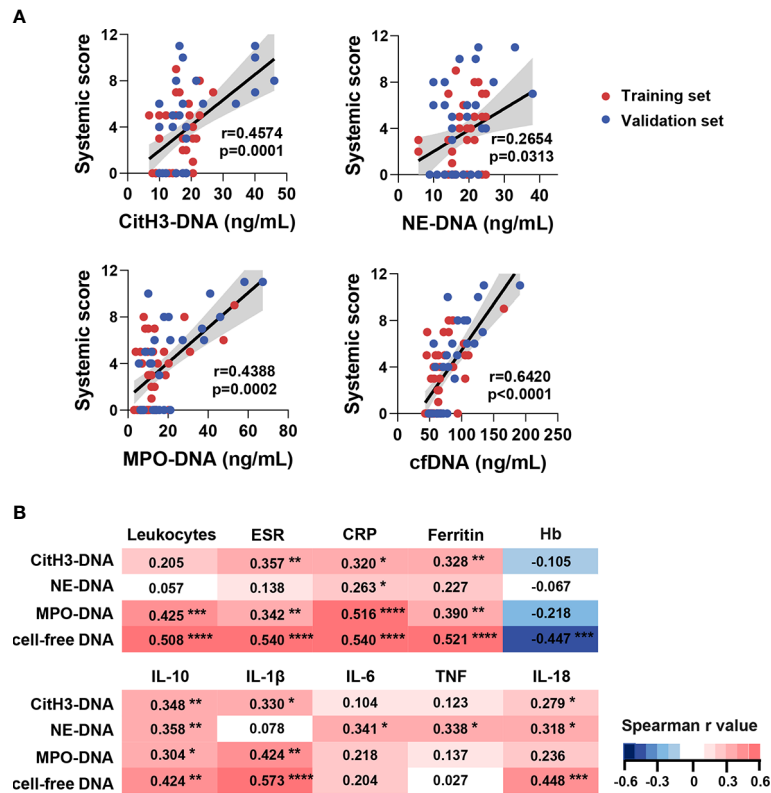 A
Systemic score
12
8
4
0
0 10 20 30 40 50
CitH3-DNA (ng/mL)
r=0.4574
p=0.0001
Systemic score
12
8
4
0
0 10 20 30 40
NE-DNA (ng/mL)
r=0.2654
p=0.0313
Training set
Validation set
Systemic score
12
8
4
0
0 20 40 60 80
MPO-DNA (ng/mL)
r=0.4388
p=0.0002
Systemic score
12
8
4
0
0 50 100 150 200 250
cfDNA (ng/mL)
r=0.6420
p<0.0001
B
Leukocytes ESR CRP Ferritin Hb
CitH3-DNA 0.205 0.357 ** 0.320 * 0.328 ** -0.105
NE-DNA 0.057 0.138 0.263 * 0.227 -0.067
MPO-DNA 0.425 *** 0.342 ** 0.516 **** 0.390 ** -0.218
cell-free DNA 0.508 **** 0.540 **** 0.540 **** 0.521 **** -0.447 ***
IL-10 IL-1β IL-6 TNF IL-18
CitH3-DNA 0.348 ** 0.330 * 0.104 0.123 0.279 *
NE-DNA 0.358 ** 0.078 0.341 * 0.338 * 0.318 *
MPO-DNA 0.304 * 0.424 ** 0.218 0.137 0.236
cell-free DNA 0.424 ** 0.573 **** 0.204 0.027 0.448 ***
Spearman r value
-0.6 -0.3 0 0.3 0.6